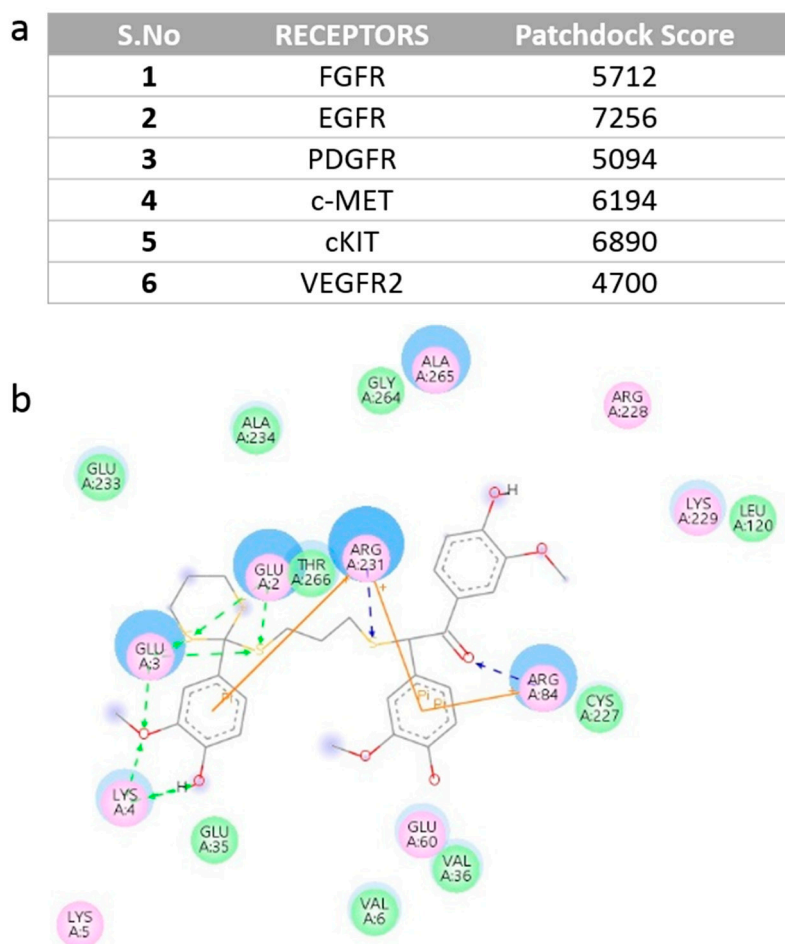 a
S.No RECEPTORS Patchdock Score
1 FGFR 5712
2 EGFR 7256
3 PDGFR 5094
4 c-MET 6194
5 cKIT 6890
6 VEGFR2 4700
b
ALA
A:265
GLY
A:264
ARG
A:228
ALA
A:234
GLU
A:233
LYS
A:229
LEU
A:120
O H
O
GLU
A:2
THR
A:266
ARG
A:231
+
+
S
S
S
S
O
GLU
A:3
ARG
A:84
CYS
A:227
Pi
Pi
Pi
O
O
O
H O
LYS
A:4
GLU
A:35
GLU
A:60
VAL
A:36
VAL
A:6
LYS
A:5